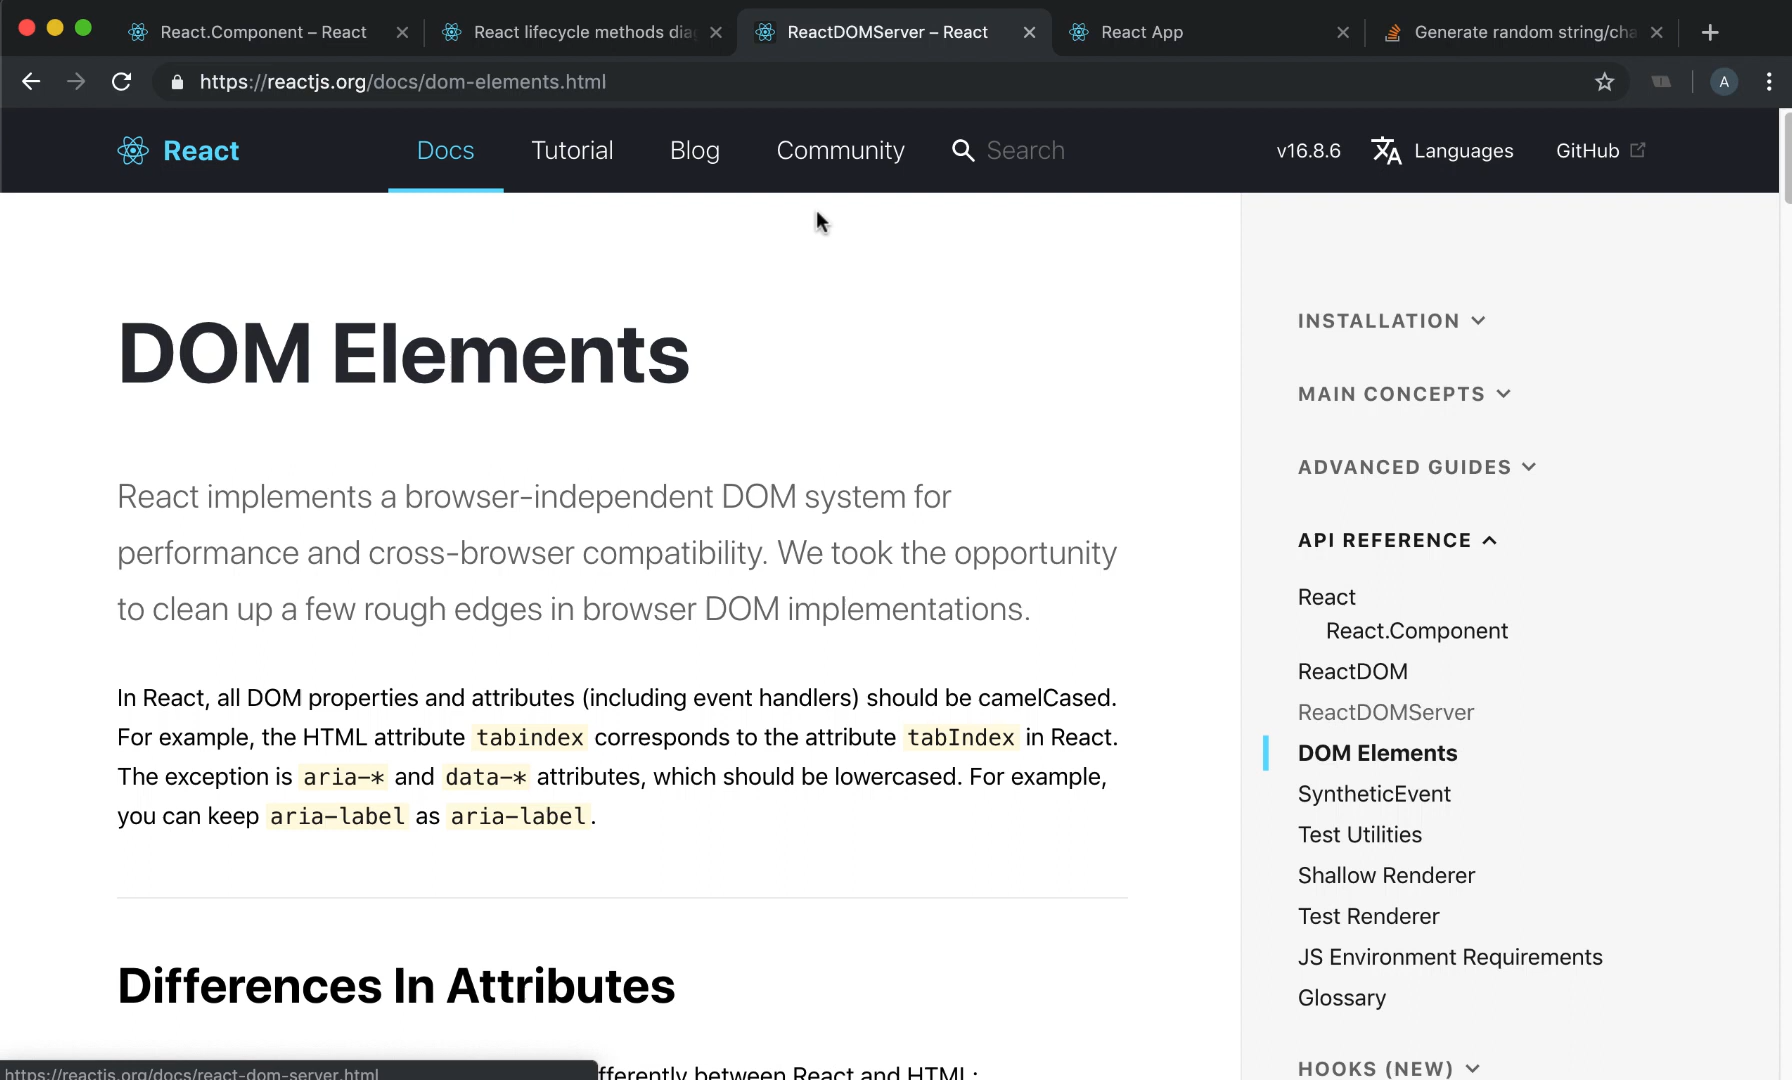 React.Component – React
React lifecycle methods dia
ReactDOMServer – React
React App
Generate random string/cha
https://reactjs.org/docs/dom-elements.html
A
React
Docs
Tutorial
Blog
Community
Search
v16.8.6
Languages
GitHub
DOM Elements
React implements a browser-independent DOM system for
performance and cross-browser compatibility. We took the opportunity
to clean up a few rough edges in browser DOM implementations.
In React, all DOM properties and attributes (including event handlers) should be camelCased.
For example, the HTML attribute tabindex corresponds to the attribute tabIndex in React.
The exception is aria-* and data-* attributes, which should be lowercased. For example,
you can keep aria-label as aria-label.
Differences In Attributes
fferently between React and HTML:
INSTALLATION
MAIN CONCEPTS
ADVANCED GUIDES
API REFERENCE
React
React.Component
ReactDOM
ReactDOMServer
DOM Elements
SyntheticEvent
Test Utilities
Shallow Renderer
Test Renderer
JS Environment Requirements
Glossary
HOOKS (NEW)
https://reactjs.org/docs/react-dom-server.html